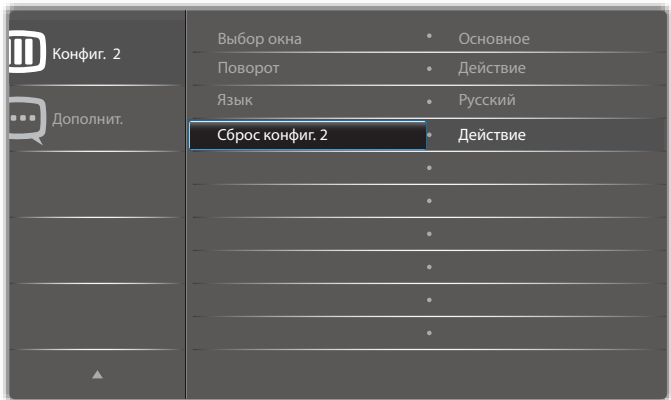 Конфиг. 2
Дополнит.
Выбор окна • Основное
Поворот • Действие
Язык • Русский
Сброс конфиг. 2 • Действие